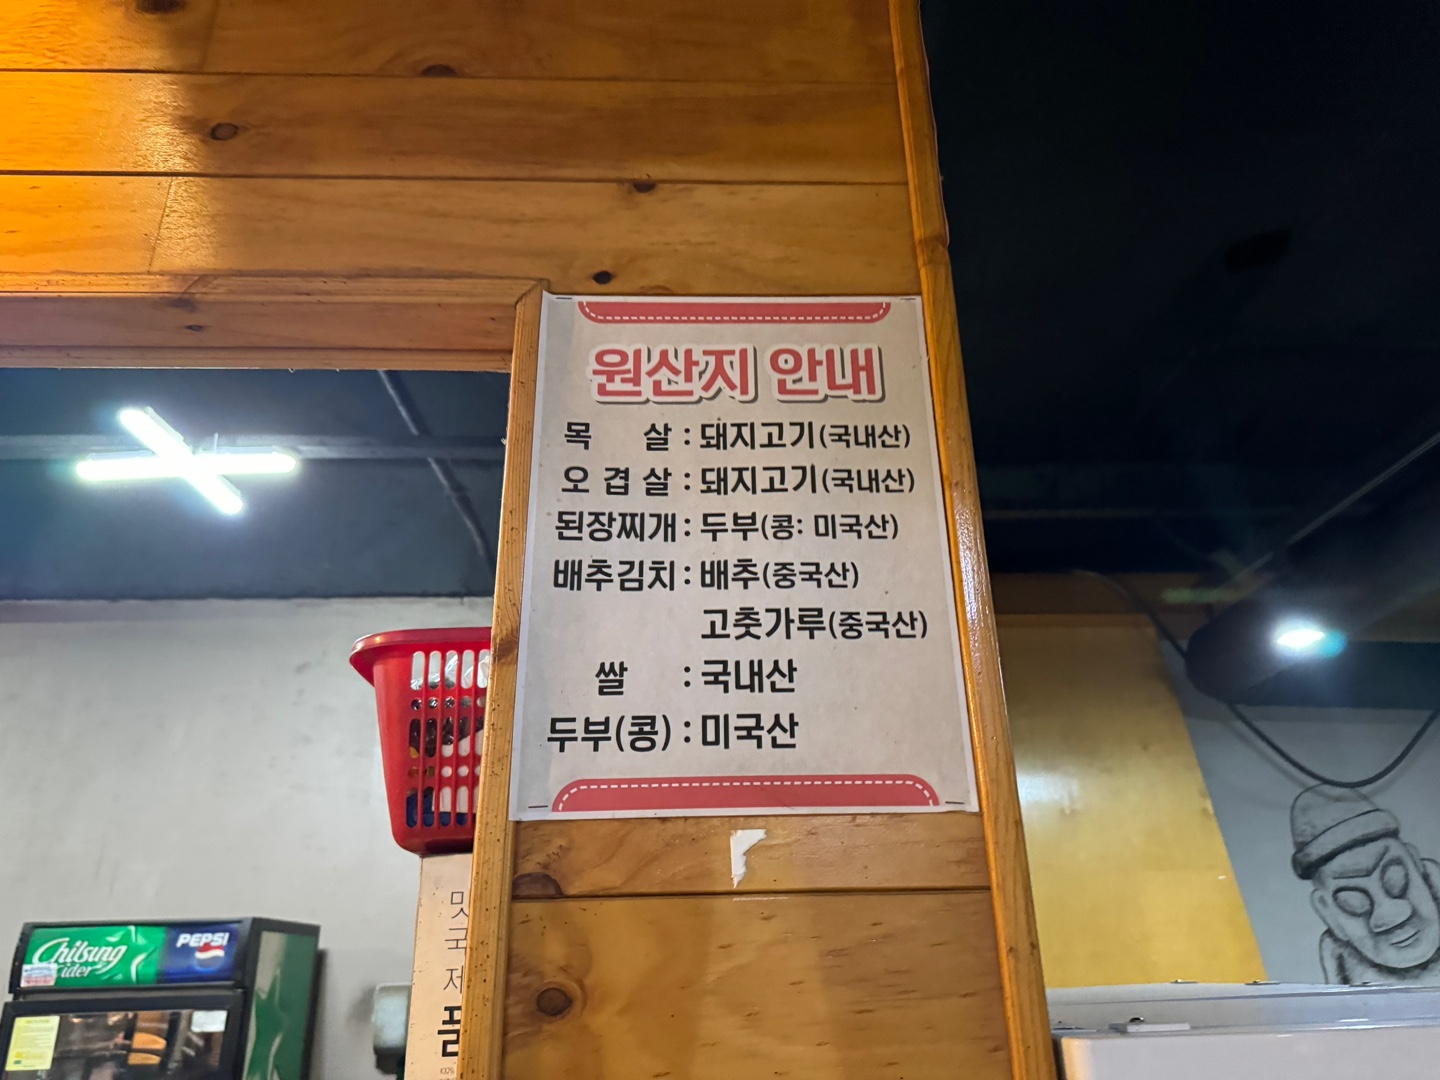 원산지 안내
목 살 : 돼지고기(국내산)
오 겹 살 : 돼지고기(국내산)
된장찌개 : 두부(콩: 미국산)
배추김치 : 배추(중국산)
고춧가루(중국산)
쌀 : 국내산
두부(콩) : 미국산
Chilsung
Cider
PEPSI
국
제